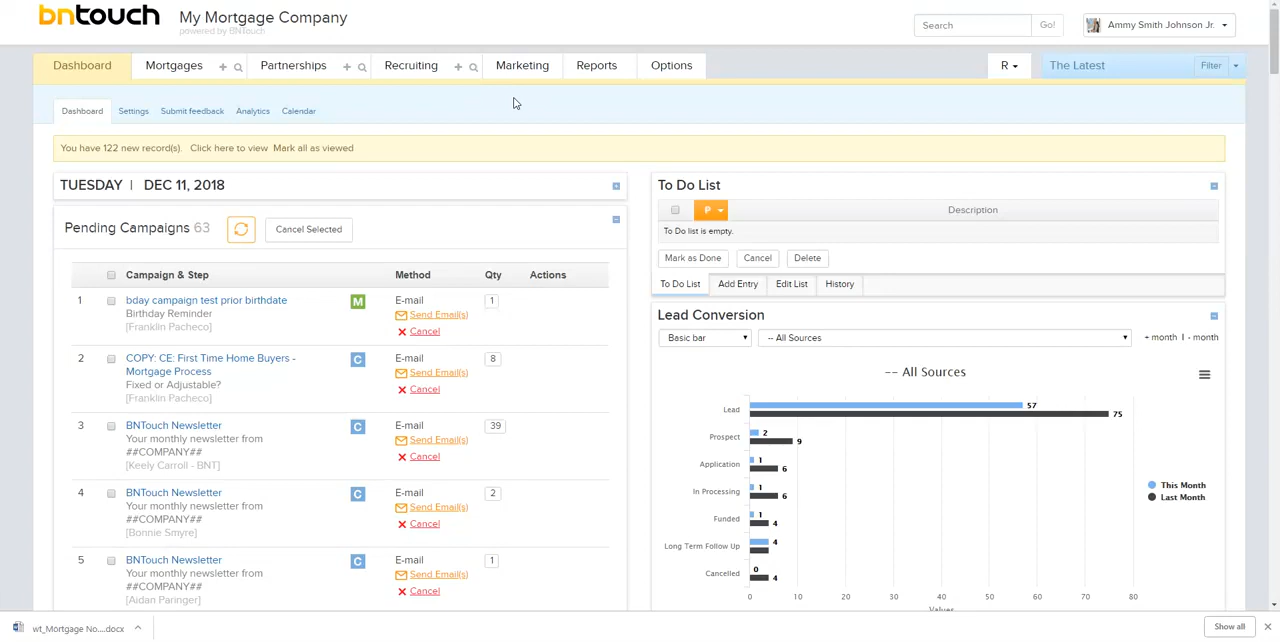 bntouch
My Mortgage Company
powered by BNTouch
Search Go!
Ammy Smith Johnson Jr.
Dashboard Mortgages + Partnerships + Recruiting + Marketing Reports Options R The Latest Filter
Dashboard Settings Submit feedback Analytics Calendar
You have 122 new record(s). Click here to view Mark all as viewed
TUESDAY | DEC 11, 2018
Pending Campaigns 63 Cancel Selected
Campaign & Step Method Qty Actions
1 bday campaign test prior birthdate M E-mail 1
Birthday Reminder Send Email(s)
[Franklin Pacheco] Cancel
2 COPY: CE: First Time Home Buyers - C E-mail 8
Mortgage Process Send Email(s)
Fixed or Adjustable? Cancel
[Franklin Pacheco]
3 BNTouch Newsletter C E-mail 39
Your monthly newsletter from Send Email(s)
##COMPANY## Cancel
[Keely Carroll - BNT]
4 BNTouch Newsletter C E-mail 2
Your monthly newsletter from Send Email(s)
##COMPANY## Cancel
[Bonnie Smyre]
5 BNTouch Newsletter C E-mail 1
Your monthly newsletter from Send Email(s)
##COMPANY## Cancel
[Aidan Paringer]
To Do List
P Description
To Do list is empty.
Mark as Done Cancel Delete
To Do List Add Entry Edit List History
Lead Conversion
Basic bar -- All Sources + month | - month
-- All Sources
Lead 57 75
Prospect 2 9
Application 1 6
In Processing 1 6
Funded 1 4
Long Term Follow Up 4
Cancelled 0 4
This Month
Last Month
0 10 20 30 40 50 60 70 80
Values
wt_Mortgage No....docx Show all